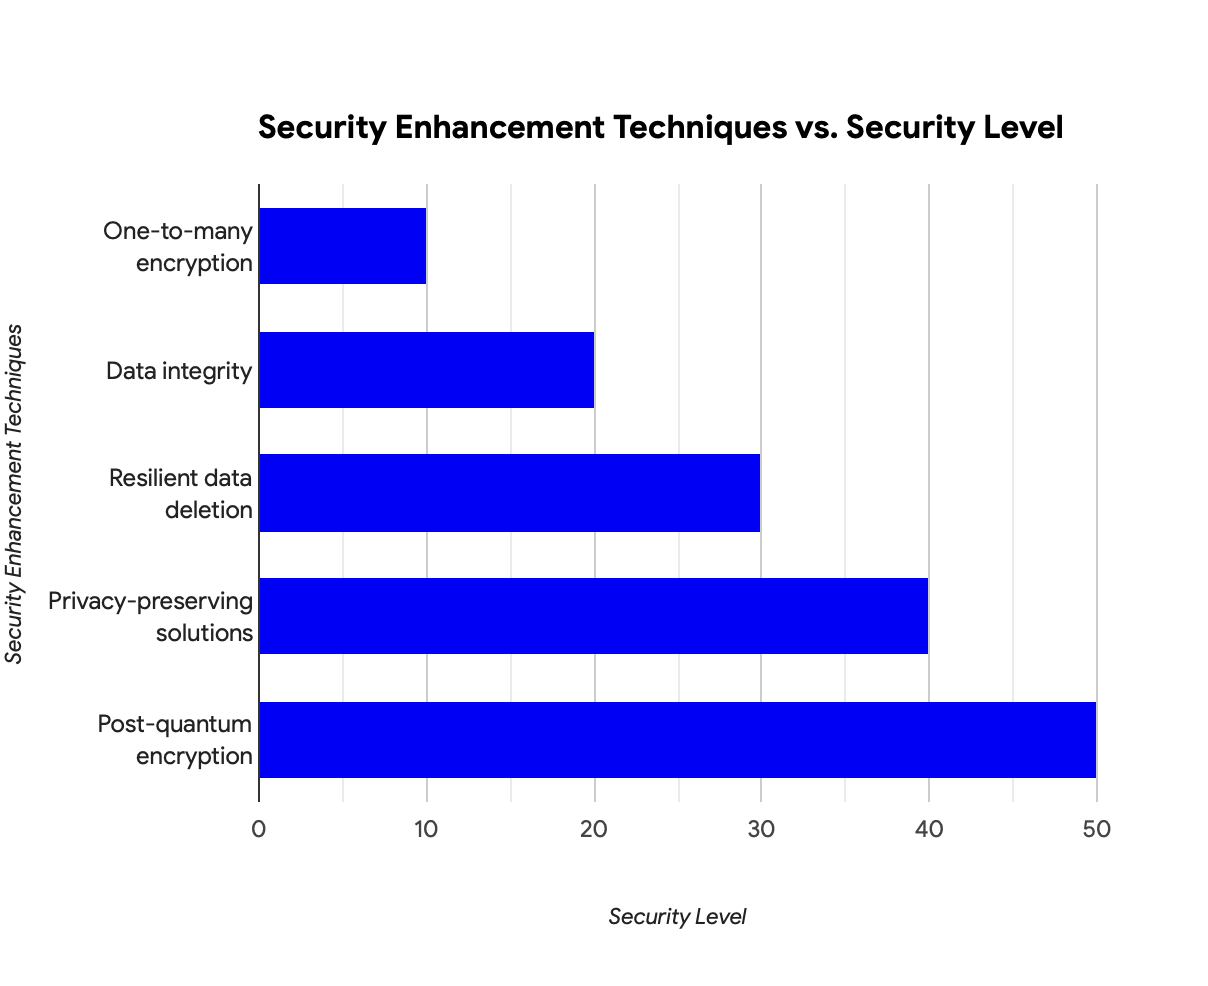 Security Enhancement Techniques vs. Security Level
Security Enhancement Techniques
One-to-many
encryption
Data integrity
Resilient data
deletion
Privacy-preserving
solutions
Post-quantum
encryption
0 10 20 30 40 50
Security Level